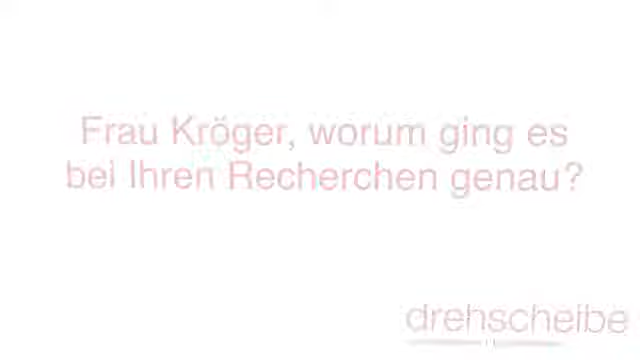 Frau Kröger, worum ging es
bei Ihren Recherchen genau?
drehscheibe